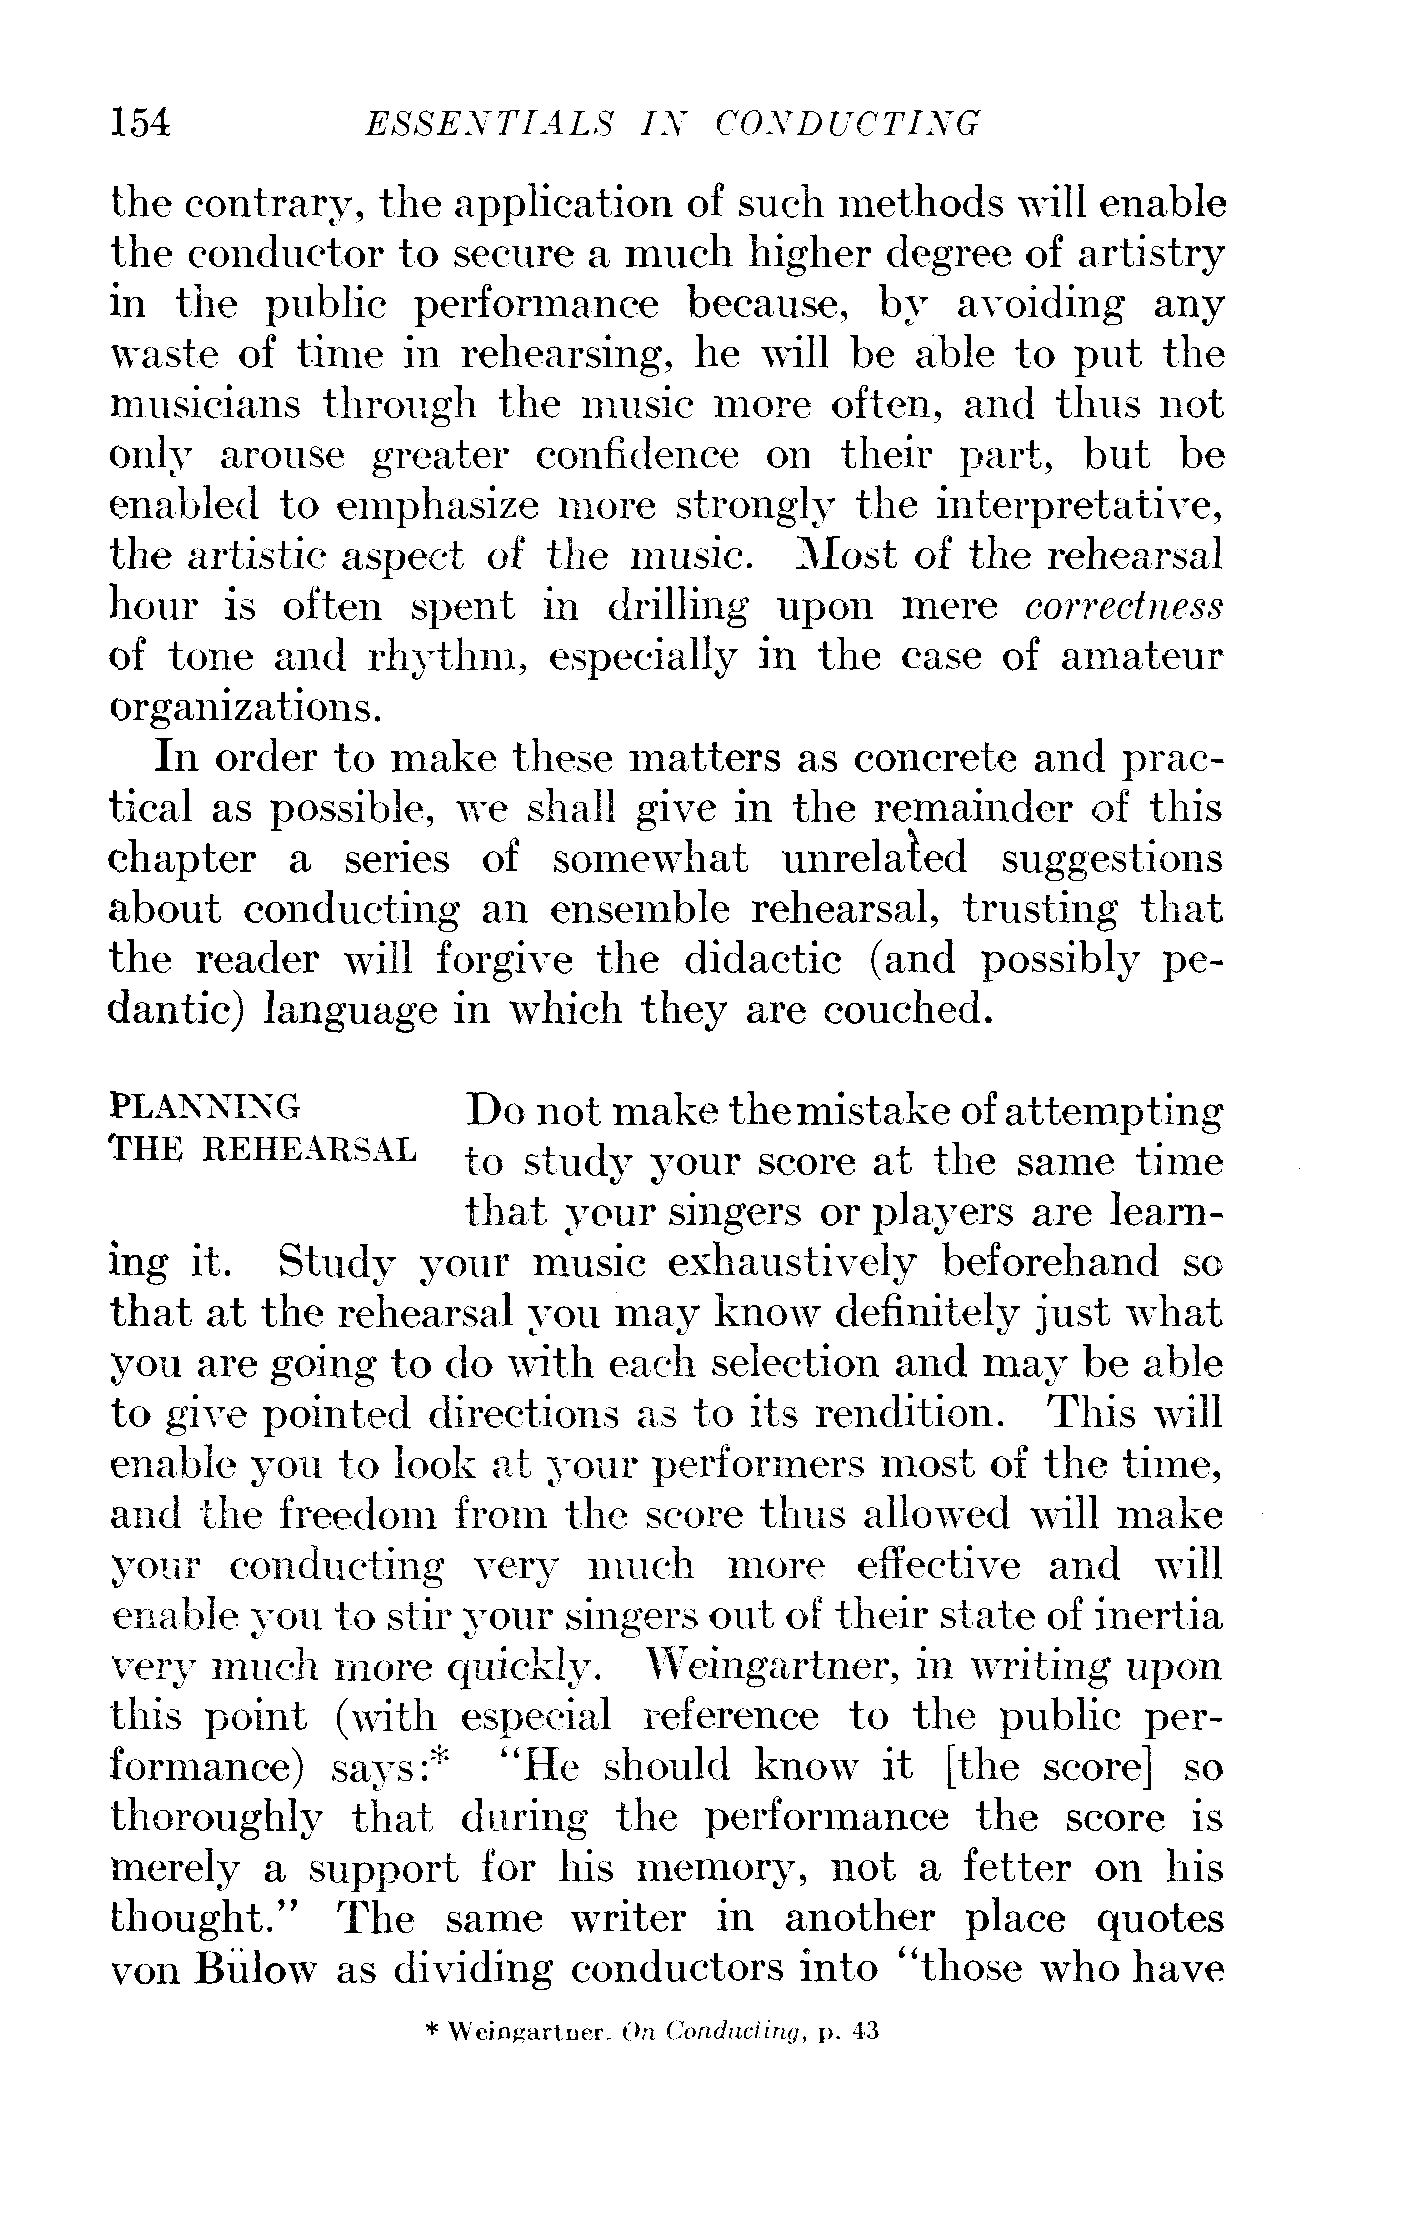 154 ESSENTIALS IN CONDUCTING
the contrary, the application of such methods will enable
the conductor to secure a much higher degree of artistry
in the public performance because, by avoiding any
waste of time in rehearsing, he will be able to put the
musicians through the music more often, and thus not
only arouse greater confidence on their part, but be
enabled to emphasize more strongly the interpretative,
the artistic aspect of the music. Most of the rehearsal
hour is often spent in drilling upon mere correctness
of tone and rhythm, especially in the case of amateur
organizations.
In order to make these matters as concrete and prac-
tical as possible, we shall give in the remainder of this
chapter a series of somewhat unrelated suggestions
about conducting an ensemble rehearsal, trusting that
the reader will forgive the didactic (and possibly pe-
dantic) language in which they are couched.
PLANNING
THE REHEARSAL
Do not make the mistake of attempting
to study your score at the same time
that your singers or players are learn-
ing it. Study your music exhaustively beforehand so
that at the rehearsal you may know definitely just what
you are going to do with each selection and may be able
to give pointed directions as to its rendition. This will
enable you to look at your performers most of the time,
and the freedom from the score thus allowed will make
your conducting very much more effective and will
enable you to stir your singers out of their state of inertia
very much more quickly. Weingartner, in writing upon
this point (with especial reference to the public per-
formance) says:* "He should know it [the score] so
thoroughly that during the performance the score is
merely a support for his memory, not a fetter on his
thought." The same writer in another place quotes
von Bülow as dividing conductors into "those who have
* Weingartner. On Conducting, p. 43